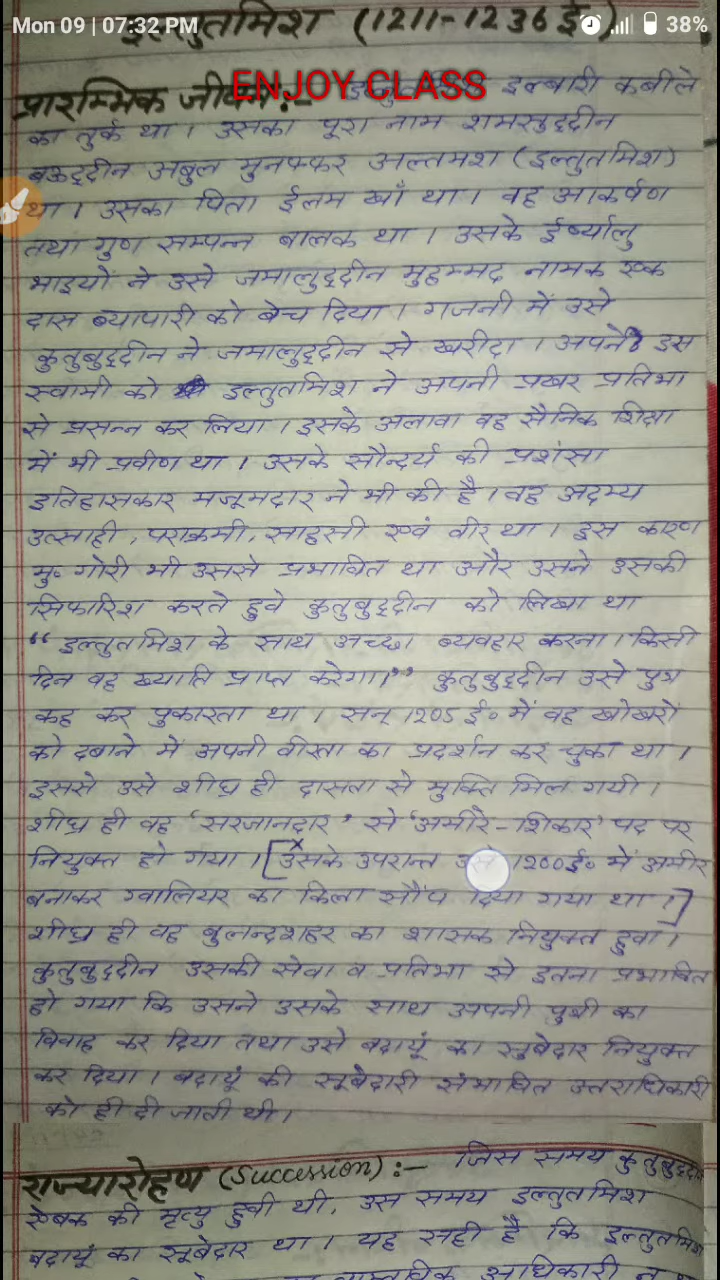 Mon 09 | 07:32 PM 38%
इल्तुतमिश (1211-1236 ई०)
ENJOY CLASS
प्रारम्भिक जीवन :- इल्बारी कबीले
का तुर्क था। उसका पूरा नाम शमसुद्दीन
अबुल मुनफ्फर अल्तमश (इल्तुतमिश)
था। उसका पिता ईलम खाँ था। वह आकर्षण
तथा गुण सम्पन्न बालक था। उसके ईर्ष्यालु
भाइयों ने उसे जमालुद्दीन मुहम्मद नामक एक
दास व्यापारी को बेच दिया। गजनी में उसे
कुतुबुद्दीन ने जमालुद्दीन से खरीदा। अपने इस
स्वामी को इल्तुतमिश ने अपनी प्रखर प्रतिभा
से प्रसन्न कर लिया। इसके अलावा वह सैनिक शिक्षा
में भी प्रवीण था। उसके सौन्दर्य की प्रशंसा
इतिहासकार मजूमदार ने भी की है। वह अदम्य
उत्साही, पराक्रमी, साहसी एवं वीर था। इस कारण
मु० गोरी भी उससे प्रभावित था और उसने उसकी
सिफारिश करते हुवे कुतुबुद्दीन को लिखा था
“इल्तुतमिश के साथ अच्छा व्यवहार करना। किसी
दिन वह ख्याति प्राप्त करेगा।” कुतुबुद्दीन उसे पुत्र
कह कर पुकारता था। सन् 1205 ई० में वह खोखरों
को दबाने में अपनी वीरता का प्रदर्शन कर चुका था।
इससे उसे शीघ्र ही दासता से मुक्ति मिल गयी।
शीघ्र ही वह 'सरजानदार' से 'अमीरे-शिकार' पद पर
नियुक्त हो गया। [उसके उपरान्त उसे 1200ई० में अमीर
बनाकर ग्वालियर का किला सौंप दिया गया था।]
शीघ्र ही वह बुलन्दशहर का शासक नियुक्त हुवा।
कुतुबुद्दीन उसकी सेवा व प्रतिभा से इतना प्रभावित
हो गया कि उसने उसके साथ अपनी पुत्री का
विवाह कर दिया तथा उसे बदायूं का सुबेदार नियुक्त
कर दिया। बदायूं की सूबेदारी संभावित उत्तराधिकारी
को ही दी जाती थी।
राज्यारोहण (Succession) :- जिस समय कुतुबुद्दीन
ऐबक की मृत्यु हुवी थी, उस समय इल्तुतमिश
बदायूं का सूबेदार था। यह सही है कि इल्तुतमिश